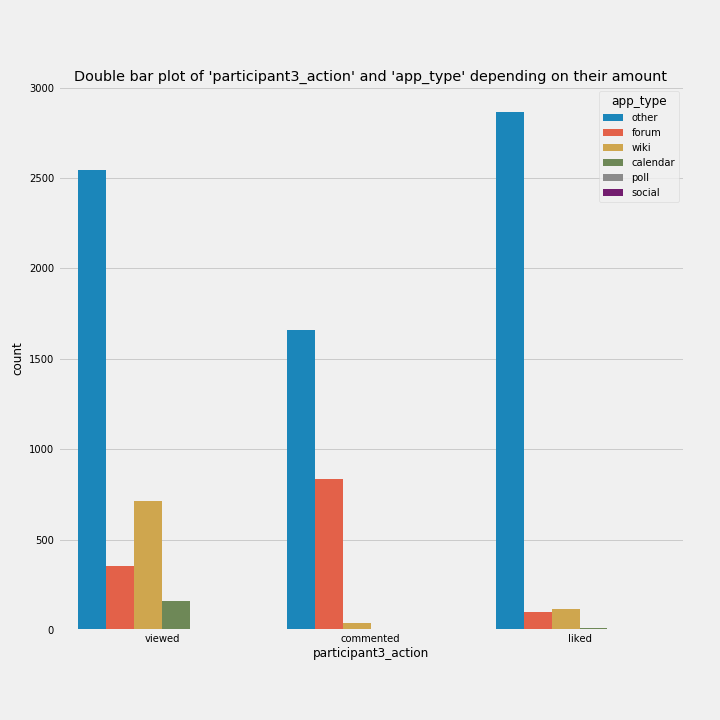 Double bar plot of 'participant3_action' and 'app_type' depending on their amount
3000
2500
2000
1500
1000
500
0
count
app_type
other
forum
wiki
calendar
poll
social
viewed
commented
liked
participant3_action